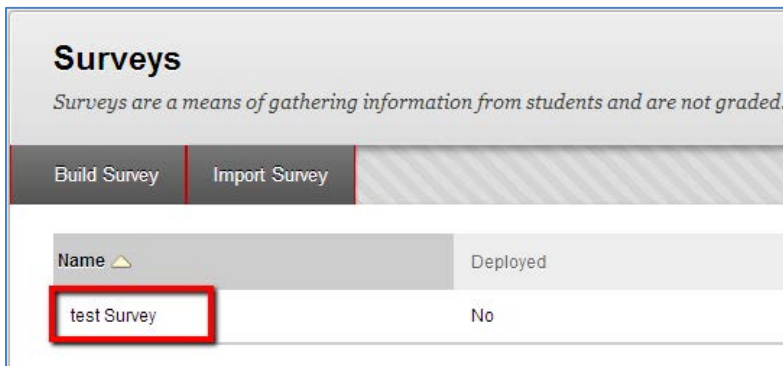 Surveys
Surveys are a means of gathering information from students and are not graded.
Build Survey Import Survey
Name Deployed
test Survey No